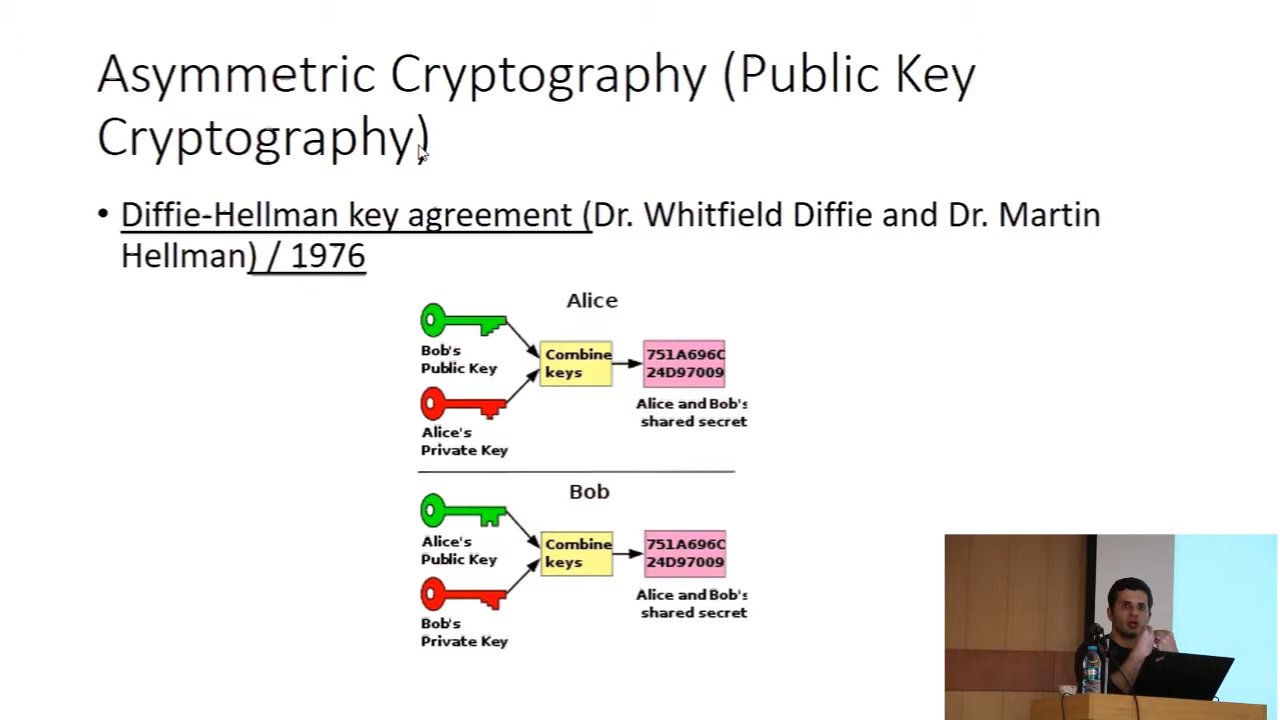 Asymmetric Cryptography (Public Key
Cryptography)
• Diffie-Hellman key agreement (Dr. Whitfield Diffie and Dr. Martin
Hellman) / 1976
Alice
Bob's
Public Key
Combine
keys
751A696C
24D97009
Alice's
Private Key
Alice and Bob's
shared secret
Bob
Alice's
Public Key
Combine
keys
751A696C
24D97009
Bob's
Private Key
Alice and Bob's
shared secret